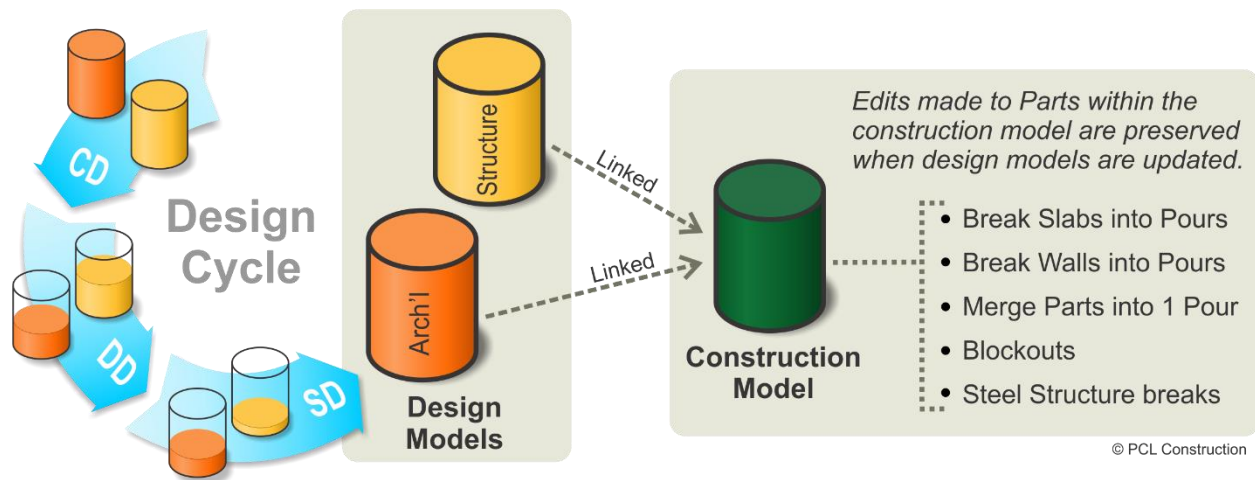 CD
DD
SD
Design
Cycle
Structure
Arch'l
Design
Models
Linked
Linked
Construction
Model
Edits made to Parts within the
construction model are preserved
when design models are updated.
• Break Slabs into Pours
• Break Walls into Pours
• Merge Parts into 1 Pour
• Blockouts
• Steel Structure breaks
© PCL Construction